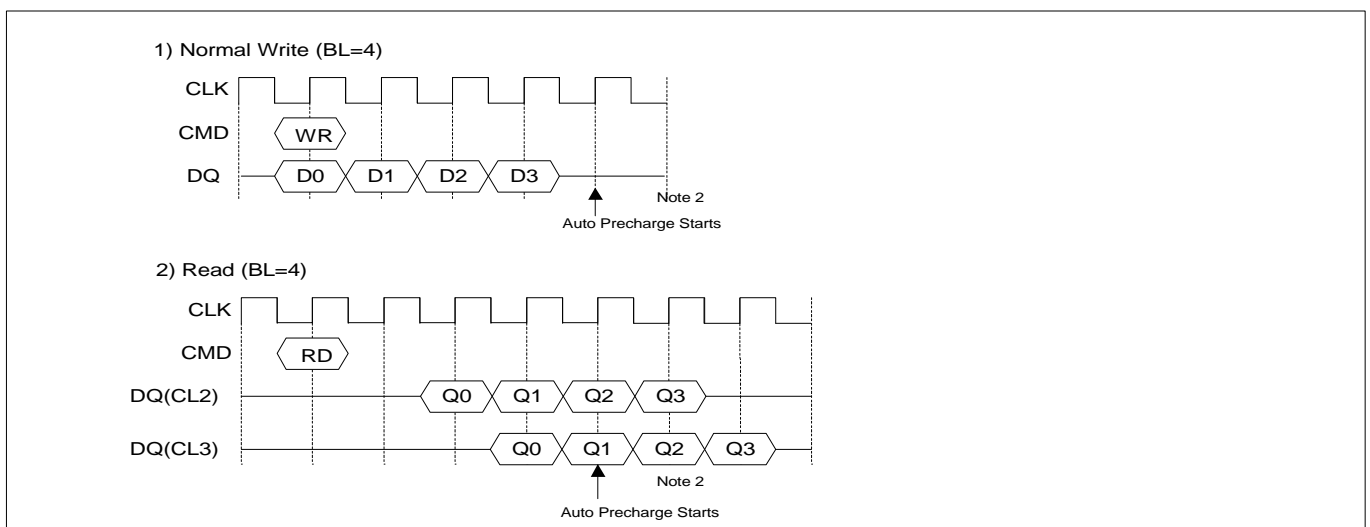 1) Normal Write (BL=4)
CLK
CMD WR
DQ D0 D1 D2 D3
Note 2
Auto Precharge Starts
2) Read (BL=4)
CLK
CMD RD
DQ(CL2) Q0 Q1 Q2 Q3
DQ(CL3) Q0 Q1 Q2 Q3
Note 2
Auto Precharge Starts